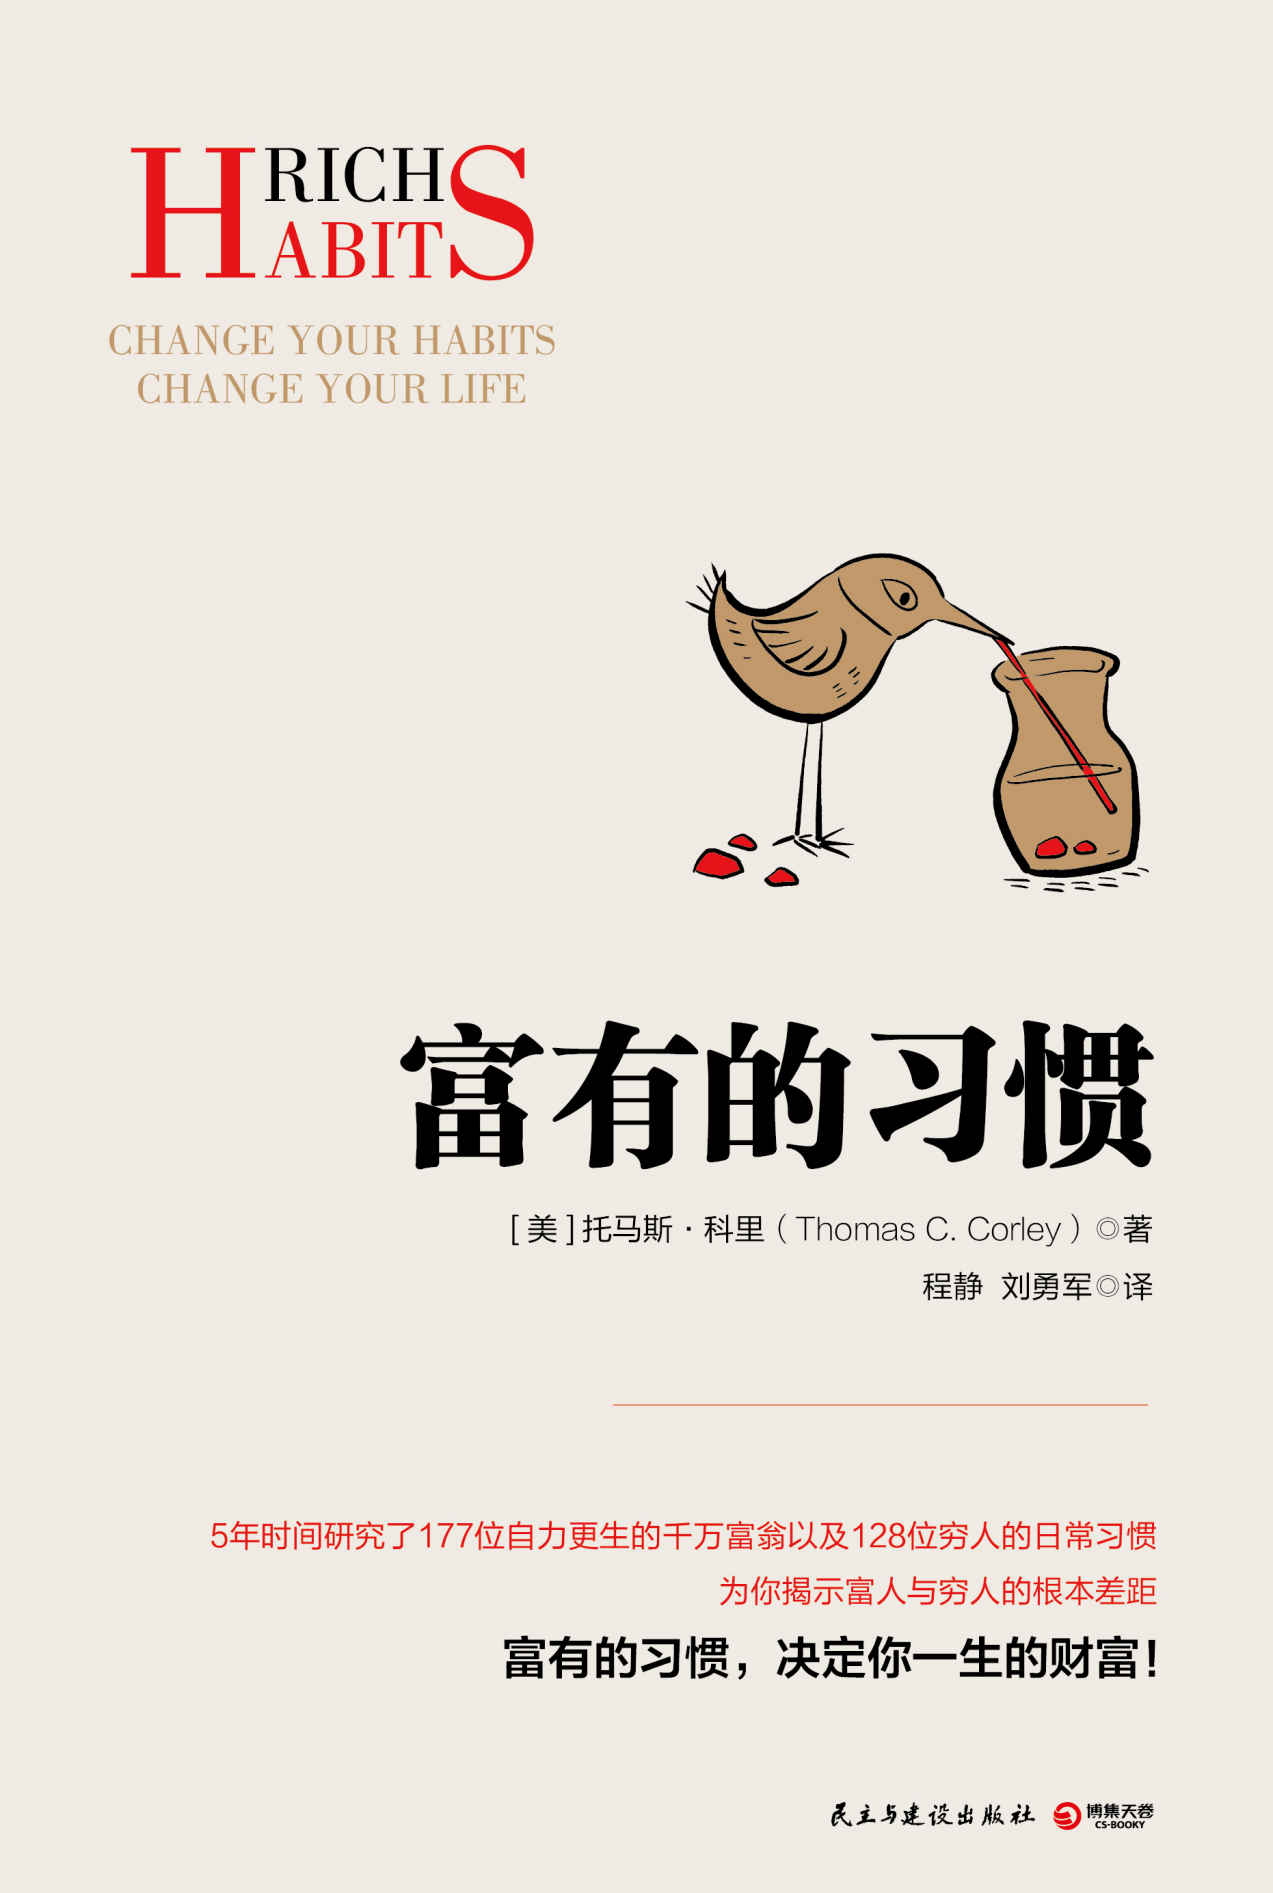 RICH HABITS
CHANGE YOUR HABITS
CHANGE YOUR LIFE
富有的习惯
[美]托马斯·科里（Thomas C. Corley）◎著
程静 刘勇军◎译
5年时间研究了177位自力更生的千万富翁以及128位穷人的日常习惯
为你揭示富人与穷人的根本差距
富有的习惯，决定你一生的财富！
民主与建设出版社 博集天卷
CS-BOOKY